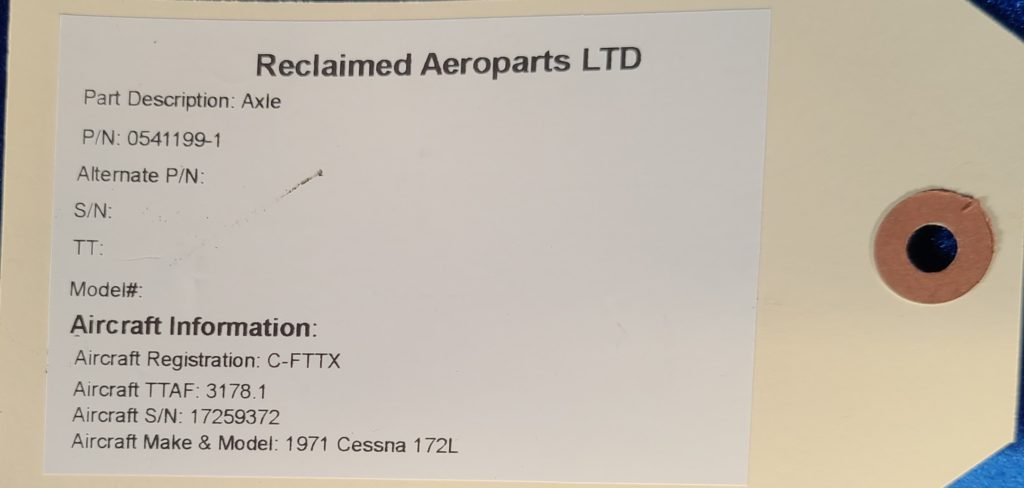 Reclaimed Aeroparts LTD
Part Description: Axle
P/N: 0541199-1
Alternate P/N:
S/N:
TT:
Model#:
Aircraft Information:
Aircraft Registration: C-FTTX
Aircraft TTAF: 3178.1
Aircraft S/N: 17259372
Aircraft Make & Model: 1971 Cessna 172L